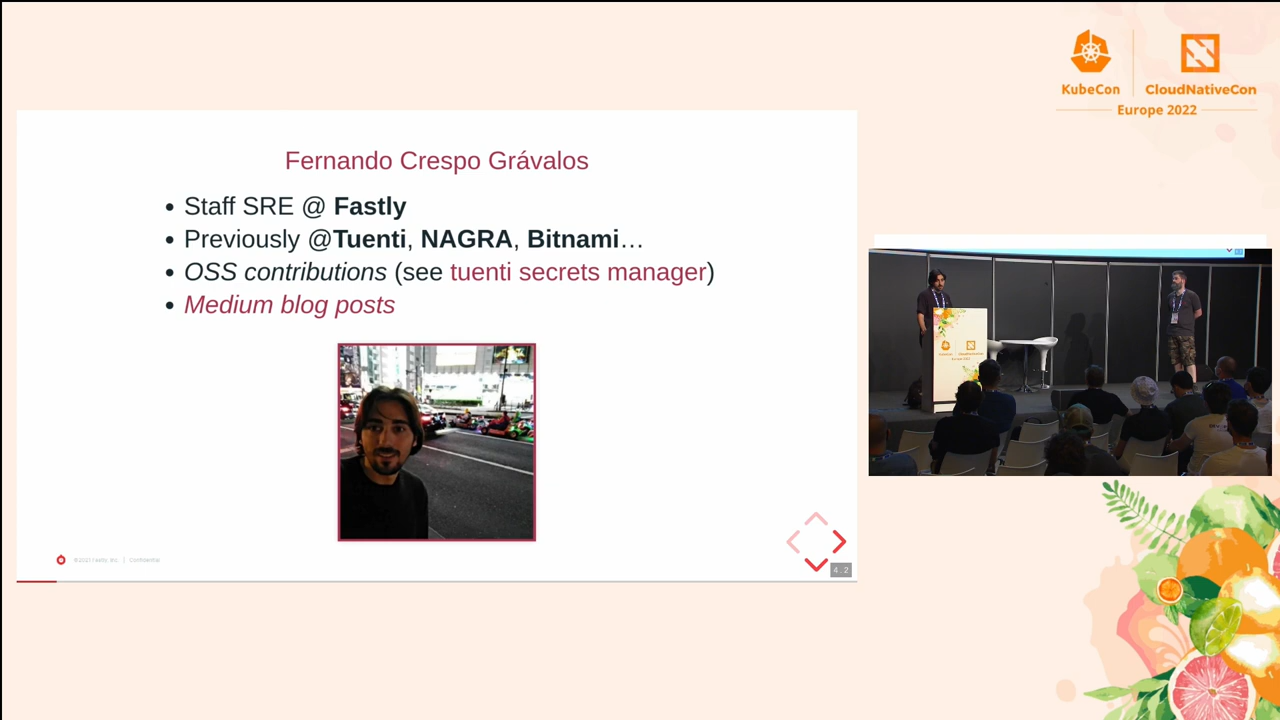 KubeCon
CloudNativeCon
Europe 2022
Fernando Crespo Grávalos
Staff SRE @ Fastly
Previously @Tuenti, NAGRA, Bitnami…
OSS contributions (see tuenti secrets manager)
Medium blog posts
4.2